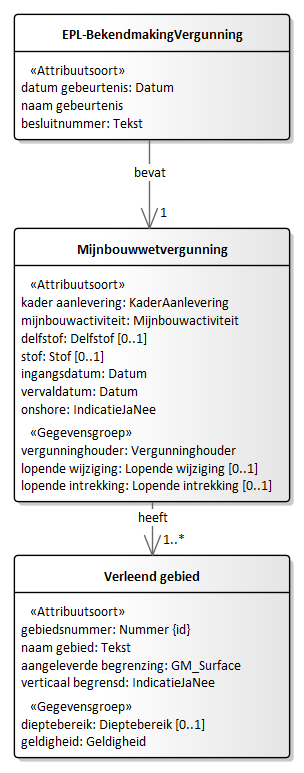 EPL-BekendmakingVergunning
«Attribuutsoort»
datum gebeurtenis: Datum
naam gebeurtenis
besluitnummer: Tekst
bevat
1
Mijnbouwwetvergunning
«Attribuutsoort»
kader aanlevering: KaderAanlevering
mijnbouwactiviteit: Mijnbouwactiviteit
delfstof: Delfstof [0..1]
stof: Stof [0..1]
ingangsdatum: Datum
vervaldatum: Datum
onshore: IndicatieJaNee
«Gegevensgroep»
vergunninghouder: Vergunninghouder
lopende wijziging: Lopende wijziging [0..1]
lopende intrekking: Lopende intrekking [0..1]
heeft
1..*
Verleend gebied
«Attribuutsoort»
gebiedsnummer: Nummer {id}
naam gebied: Tekst
aangeleverde begrenzing: GM_Surface
verticaal begrensd: IndicatieJaNee
«Gegevensgroep»
dieptebereik: Dieptebereik [0..1]
geldigheid: Geldigheid